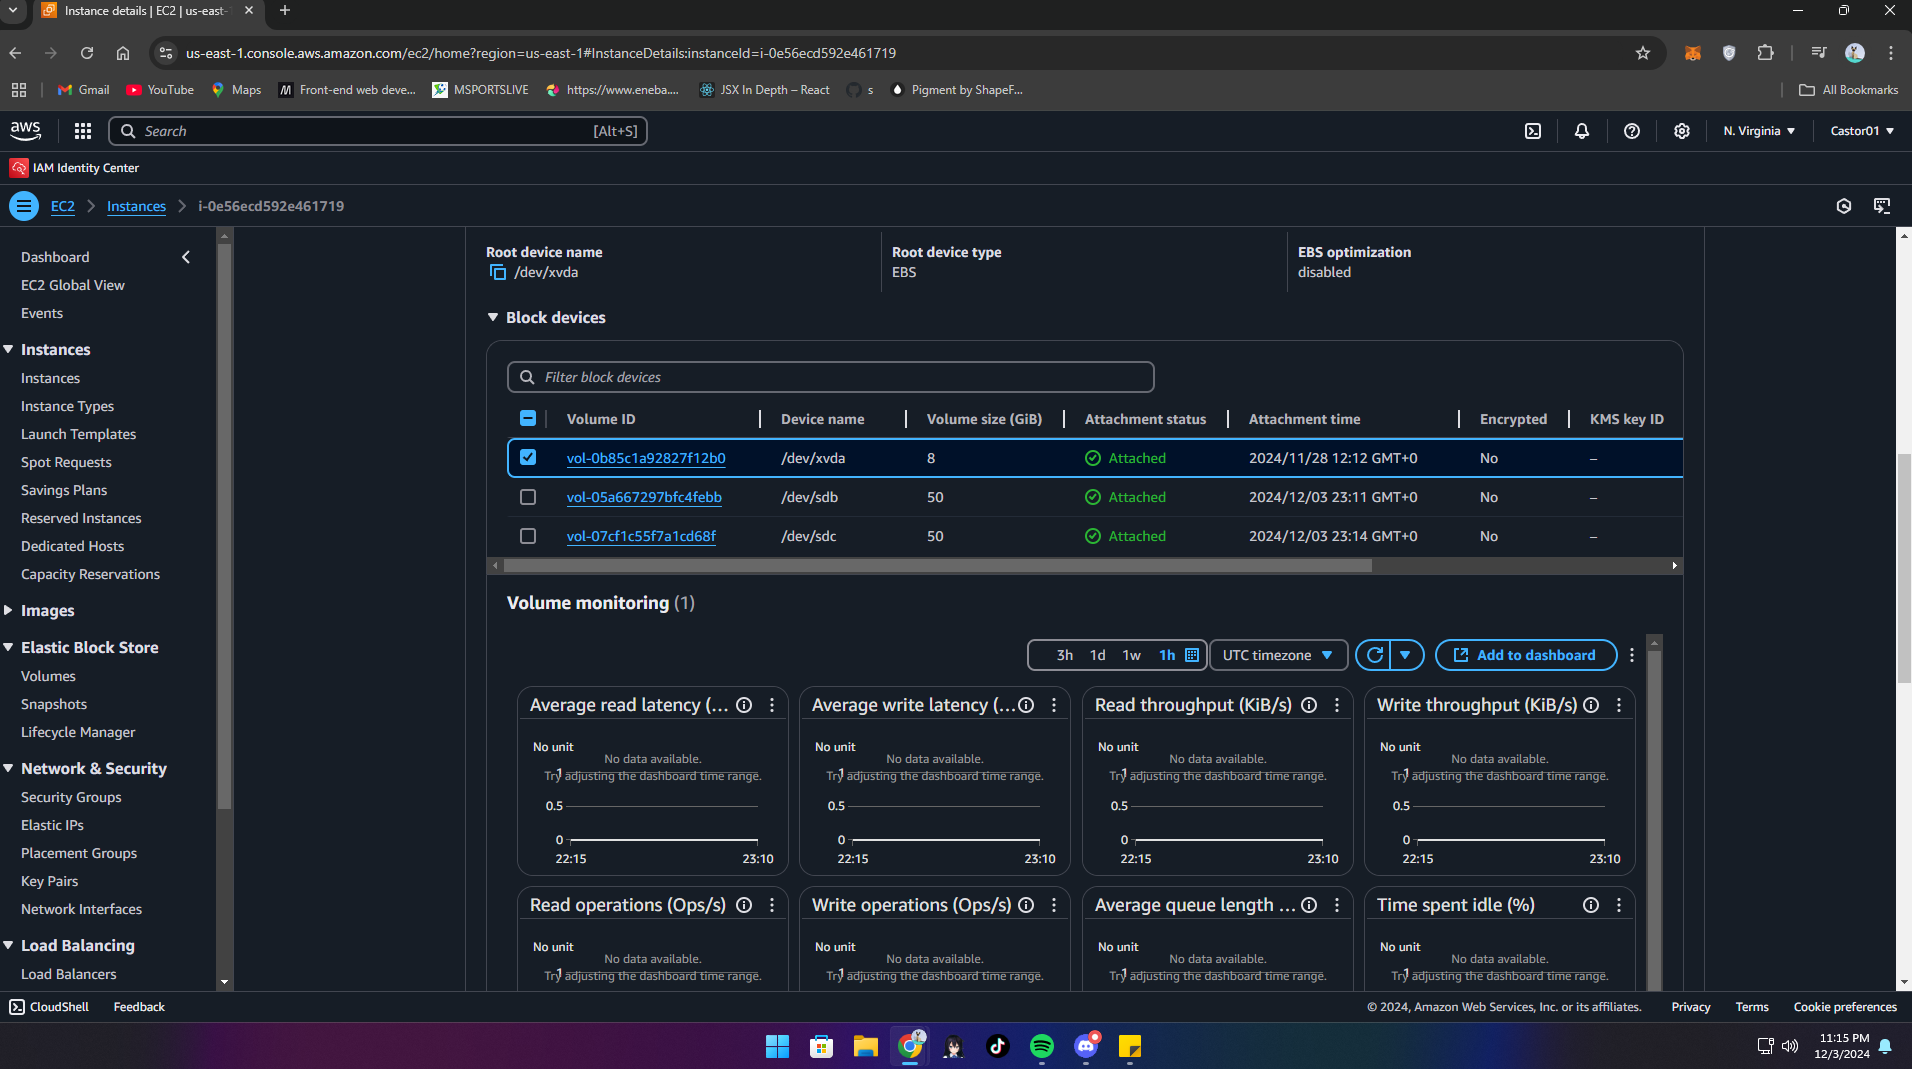 Instance details | EC2 | us-east-1
us-east-1.console.aws.amazon.com/ec2/home?region=us-east-1#InstanceDetails:instanceId=i-0e56ecd592e461719
Gmail YouTube Maps Front-end web deve... MSPORTSLIVE https://www.eneba.... JSX In Depth – React s Pigment by ShapeF... All Bookmarks
aws Search [Alt+S] N. Virginia Castor01
IAM Identity Center
EC2 Instances i-0e56ecd592e461719
Dashboard
EC2 Global View
Events
Instances
Instances
Instance Types
Launch Templates
Spot Requests
Savings Plans
Reserved Instances
Dedicated Hosts
Capacity Reservations
Images
Elastic Block Store
Volumes
Snapshots
Lifecycle Manager
Network & Security
Security Groups
Elastic IPs
Placement Groups
Key Pairs
Network Interfaces
Load Balancing
Load Balancers
Root device name Root device type EBS optimization
/dev/xvda EBS disabled
Block devices
Filter block devices
Volume ID Device name Volume size (GiB) Attachment status Attachment time Encrypted KMS key ID
vol-0b85c1a92827f12b0 /dev/xvda 8 Attached 2024/11/28 12:12 GMT+0 No –
vol-05a667297bfc4febb /dev/sdb 50 Attached 2024/12/03 23:11 GMT+0 No –
vol-07cf1c55f7a1cd68f /dev/sdc 50 Attached 2024/12/03 23:14 GMT+0 No –
Volume monitoring (1)
3h 1d 1w 1h UTC timezone Add to dashboard
Average read latency (... Average write latency (... Read throughput (KiB/s) Write throughput (KiB/s)
No unit No unit No unit No unit
No data available. No data available. No data available. No data available.
1 Try adjusting the dashboard time range. 1 Try adjusting the dashboard time range. 1 Try adjusting the dashboard time range. 1 Try adjusting the dashboard time range.
0.5 0.5 0.5 0.5
0 0 0 0
22:15 23:10 22:15 23:10 22:15 23:10 22:15 23:10
Read operations (Ops/s) Write operations (Ops/s) Average queue length ... Time spent idle (%)
No unit No unit No unit No unit
No data available. No data available. No data available. No data available.
1 Try adjusting the dashboard time range. 1 Try adjusting the dashboard time range. 1 Try adjusting the dashboard time range. 1 Try adjusting the dashboard time range.
CloudShell Feedback © 2024, Amazon Web Services, Inc. or its affiliates. Privacy Terms Cookie preferences
11:15 PM
12/3/2024